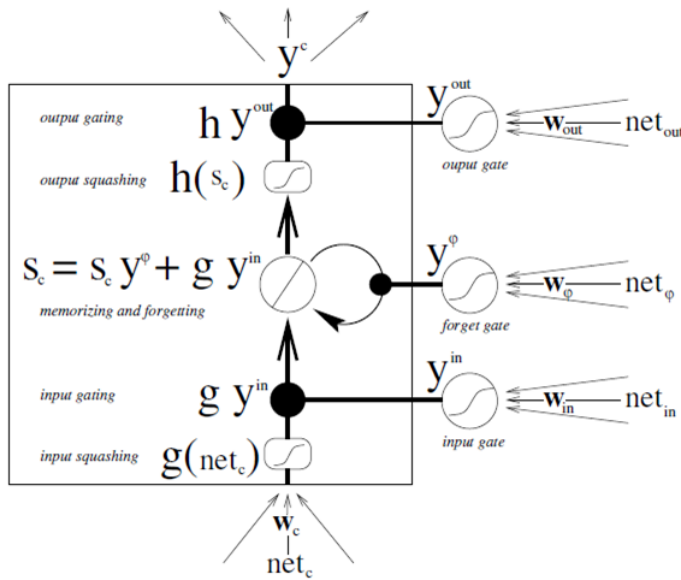 y^c
output gating h y^out y^out w_out net_out
output squashing h(s_c) ouput gate
s_c = s_c y^φ + g y^in y^φ w_φ net_φ
memorizing and forgetting forget gate
input gating g y^in y^in w_in net_in
input squashing g(net_c) input gate
w_c
net_c